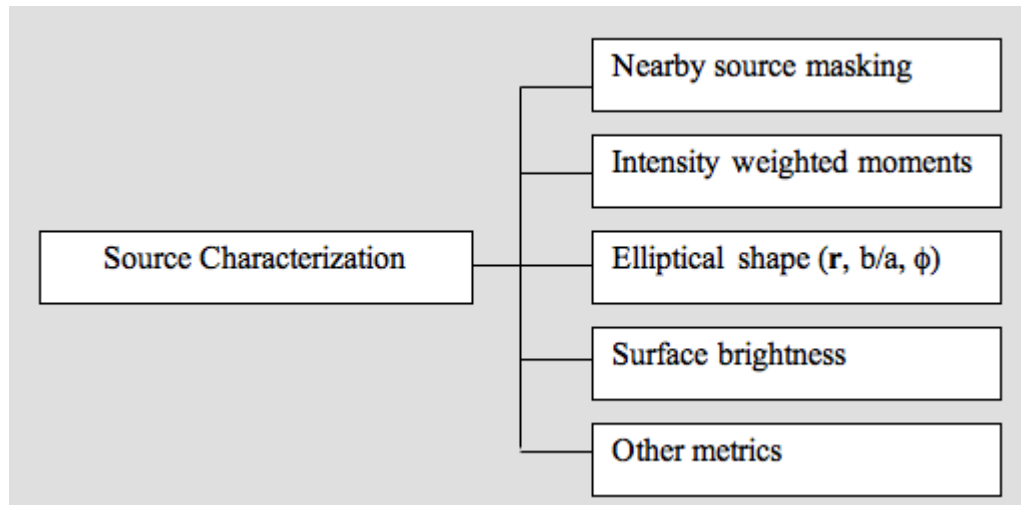 Nearby source masking
Intensity weighted moments
Source Characterization
Elliptical shape (r, b/a, ϕ)
Surface brightness
Other metrics